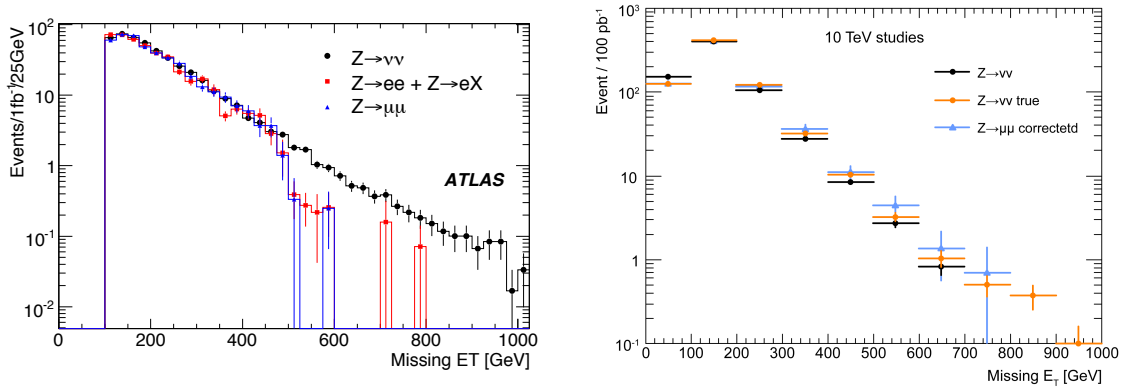 Events/1fb⁻¹/25GeV
10²
10
1
10⁻¹
10⁻²
Z→νν
Z→ee + Z→eX
Z→μμ
ATLAS
0 200 400 600 800 1000
Missing ET [GeV]
Event / 100 pb⁻¹
10³
10²
10
1
10⁻¹
10 TeV studies
Z→νν
Z→νν true
Z→μμ correctetd
0 100 200 300 400 500 600 700 800 900 1000
Missing E_T [GeV]